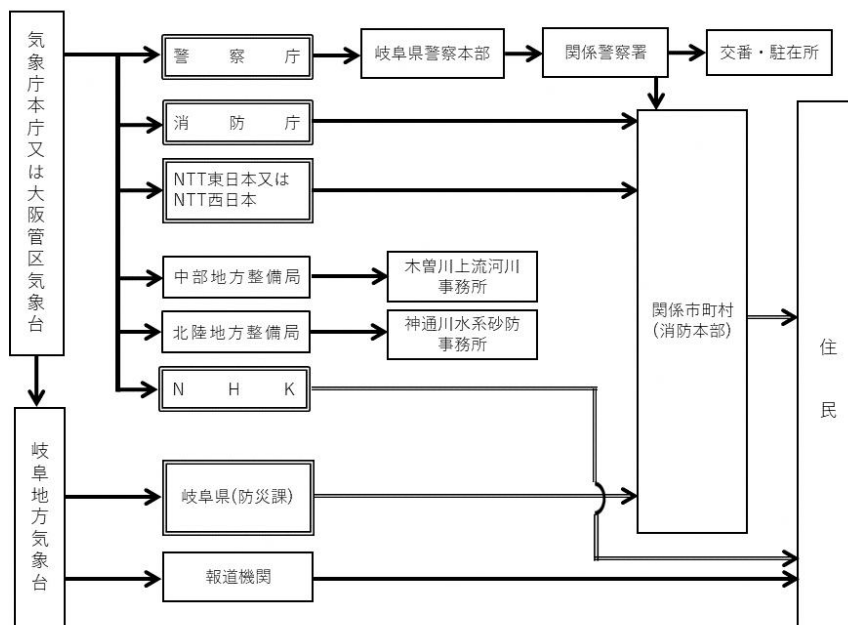 気象庁本庁又は大阪管区気象台
警察庁
岐阜県警察本部
関係警察署
交番・駐在所
消防庁
NTT東日本又は
NTT西日本
中部地方整備局
木曽川上流河川
事務所
北陸地方整備局
神通川水系砂防
事務所
NHK
関係市町村
(消防本部)
住民
岐阜地方気象台
岐阜県(防災課)
報道機関